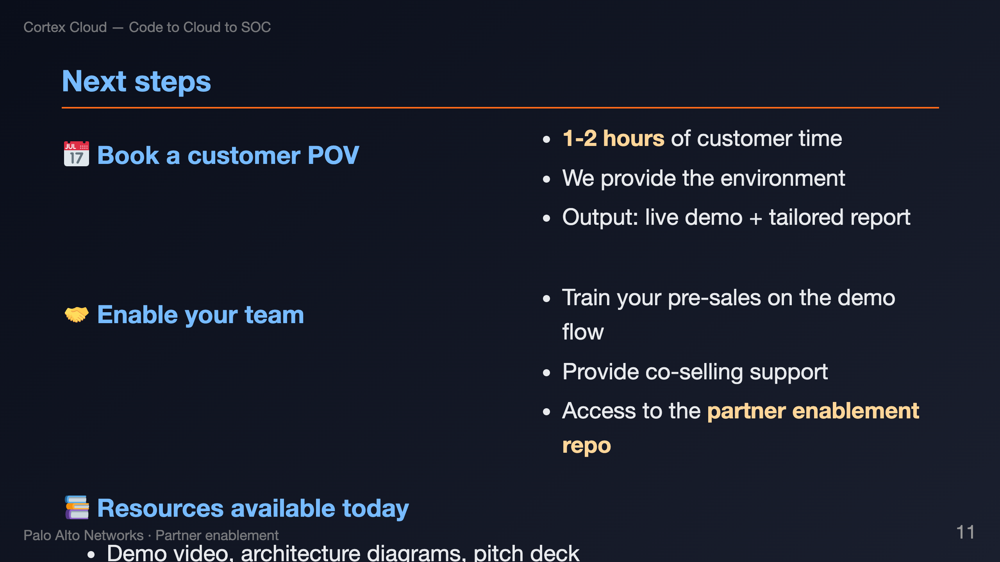 Cortex Cloud — Code to Cloud to SOC
Next steps
JUL
17
Book a customer POV
• 1-2 hours of customer time
• We provide the environment
• Output: live demo + tailored report
Enable your team
• Train your pre-sales on the demo
flow
• Provide co-selling support
• Access to the partner enablement
repo
Resources available today
Palo Alto Networks · Partner enablement
11
• Demo video, architecture diagrams, pitch deck